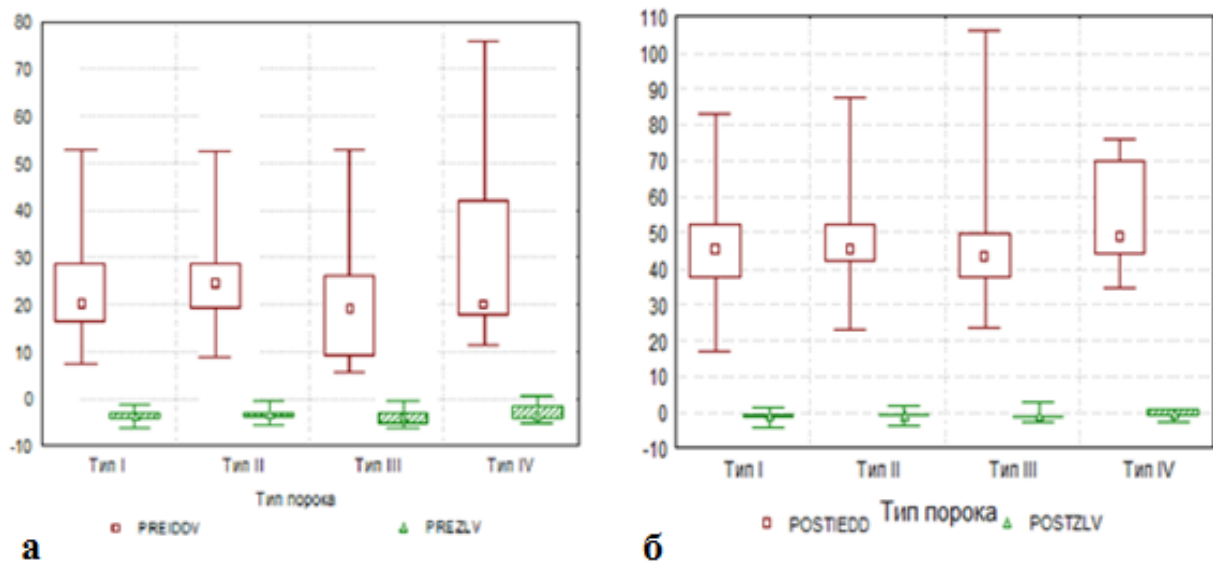 80
70
60
50
40
30
20
10
0
-10
Тип I Тип II Тип III Тип IV
Тип порока
PREIDDV PREZLV
а
110
100
90
80
70
60
50
40
30
20
10
0
-10
Тип I Тип II Тип III Тип IV
Тип порока
POSTIEDD POSTZLV
б